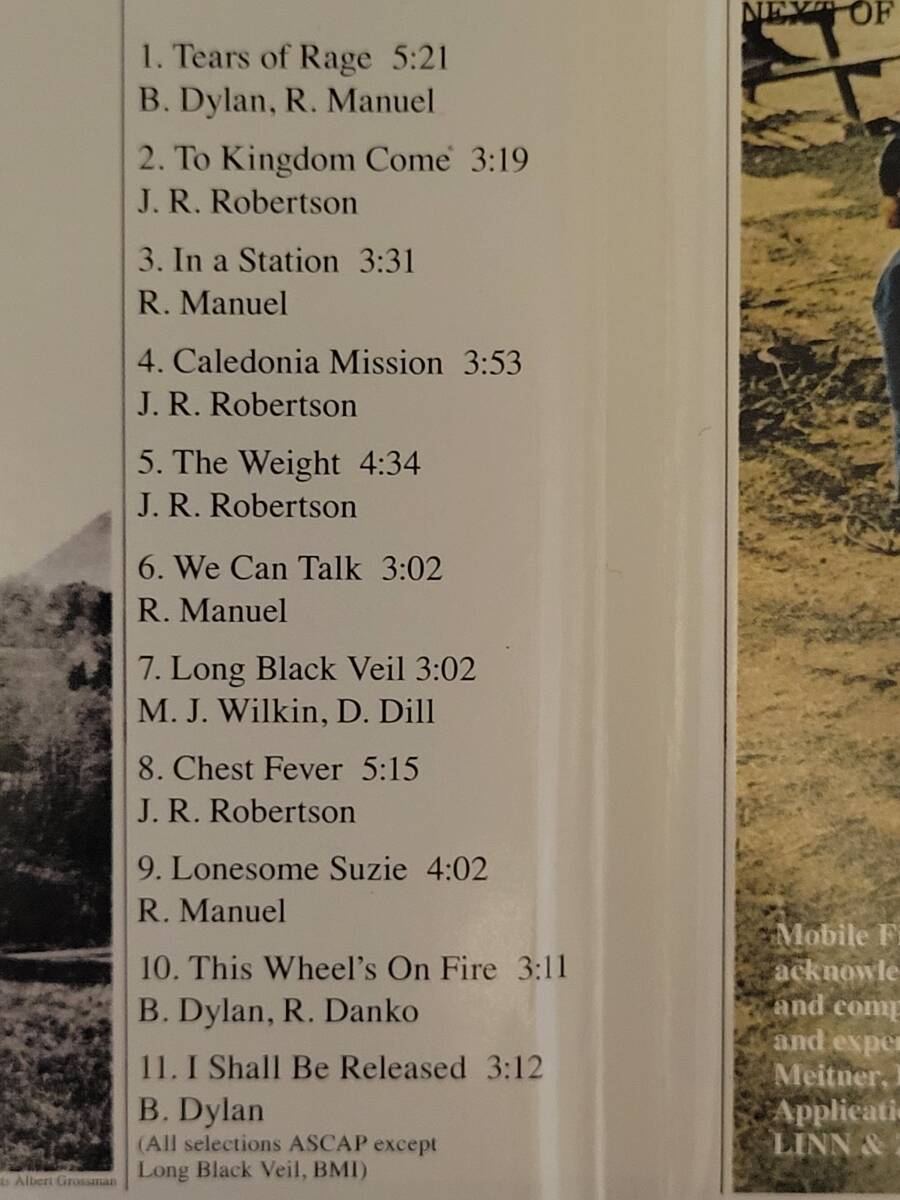 1. Tears of Rage 5:21
B. Dylan, R. Manuel
2. To Kingdom Come 3:19
J. R. Robertson
3. In a Station 3:31
R. Manuel
4. Caledonia Mission 3:53
J. R. Robertson
5. The Weight 4:34
J. R. Robertson
6. We Can Talk 3:02
R. Manuel
7. Long Black Veil 3:02
M. J. Wilkin, D. Dill
8. Chest Fever 5:15
J. R. Robertson
9. Lonesome Suzie 4:02
R. Manuel
10. This Wheel's On Fire 3:11
B. Dylan, R. Danko
11. I Shall Be Released 3:12
B. Dylan
(All selections ASCAP except
Long Black Veil, BMI)
Albert Grossman
NEXT OF
Mobile
and
and
Meitner,
LINN &